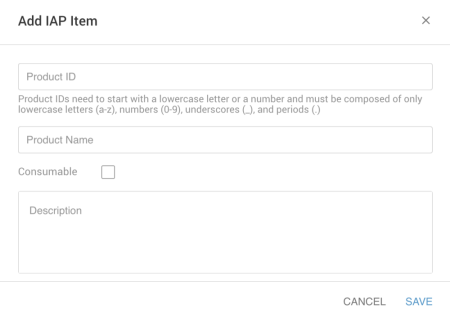 Add IAP Item
×
Product ID
Product IDs need to start with a lowercase letter or a number and must be composed of only
lowercase letters (a-z), numbers (0-9), underscores (_), and periods (.)
Product Name
Consumable
Description
CANCEL SAVE